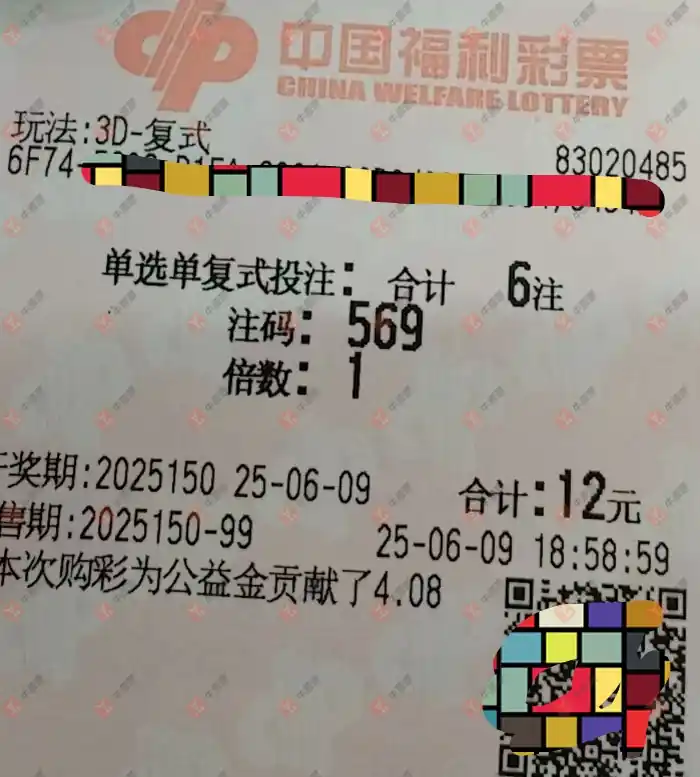 中国福利彩票
CHINA WELFARE LOTTERY
玩法:3D-复式
6F74- 83020485
单选单复式投注: 合计 6注
注码: 569
倍数: 1
奖期:2025150 25-06-09 合计:12元
售期:2025150-99 25-06-09 18:58:59
本次购彩为公益金贡献了4.08